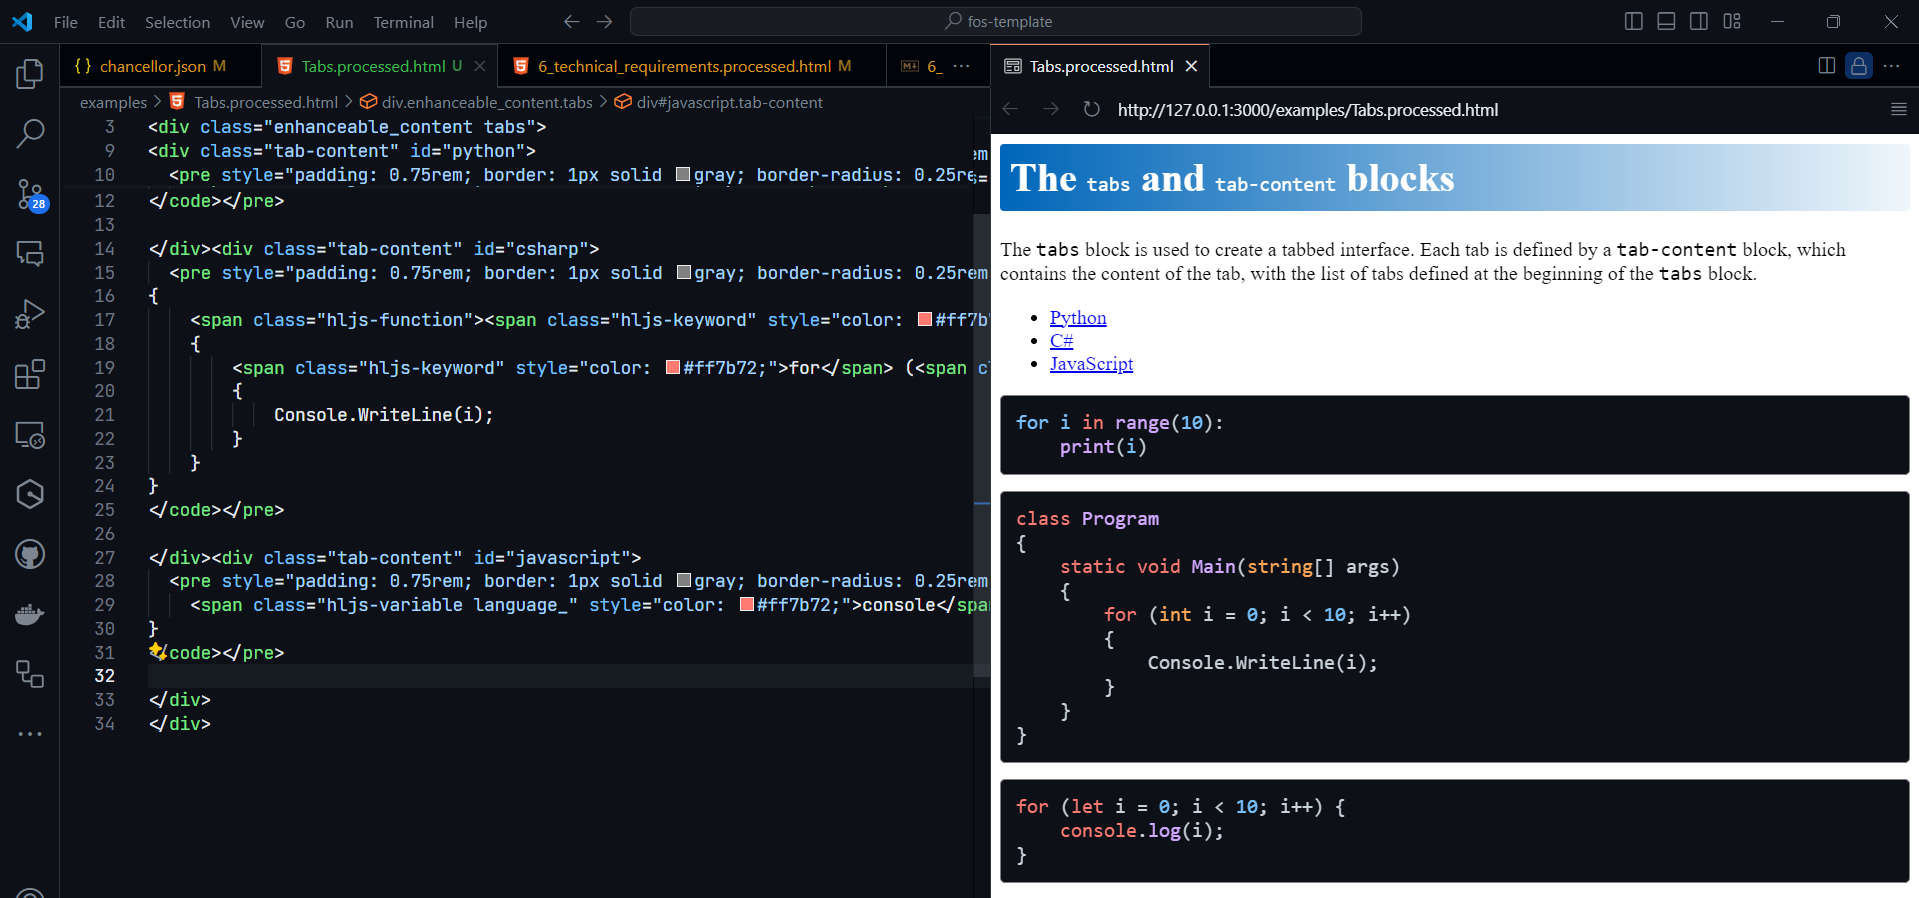 File Edit Selection View Go Run Terminal Help
fos-template
{} chancellor.json M
Tabs.processed.html U
6_technical_requirements.processed.html M
6_ ...
Tabs.processed.html
examples > Tabs.processed.html > div.enhanceable_content.tabs > div#javascript.tab-content
http://127.0.0.1:3000/examples/Tabs.processed.html
28
3 <div class="enhanceable_content tabs">
9 <div class="tab-content" id="python">
10 <pre style="padding: 0.75rem; border: 1px solid gray; border-radius: 0.25re
12 </code></pre>
13
14 </div><div class="tab-content" id="csharp">
15 <pre style="padding: 0.75rem; border: 1px solid gray; border-radius: 0.25rem
16 {
17 <span class="hljs-function"><span class="hljs-keyword" style="color: #ff7b
18 {
19 <span class="hljs-keyword" style="color: #ff7b72;">for</span> (<span c
20 {
21 Console.WriteLine(i);
22 }
23 }
24 }
25 </code></pre>
26
27 </div><div class="tab-content" id="javascript">
28 <pre style="padding: 0.75rem; border: 1px solid gray; border-radius: 0.25rem
29 <span class="hljs-variable language_" style="color: #ff7b72;">console</spa
30 }
31 </code></pre>
32
33 </div>
34 </div>
The tabs and tab-content blocks
The tabs block is used to create a tabbed interface. Each tab is defined by a tab-content block, which
contains the content of the tab, with the list of tabs defined at the beginning of the tabs block.
• Python
• C#
• JavaScript
for i in range(10):
print(i)
class Program
{
static void Main(string[] args)
{
for (int i = 0; i < 10; i++)
{
Console.WriteLine(i);
}
}
}
for (let i = 0; i < 10; i++) {
console.log(i);
}